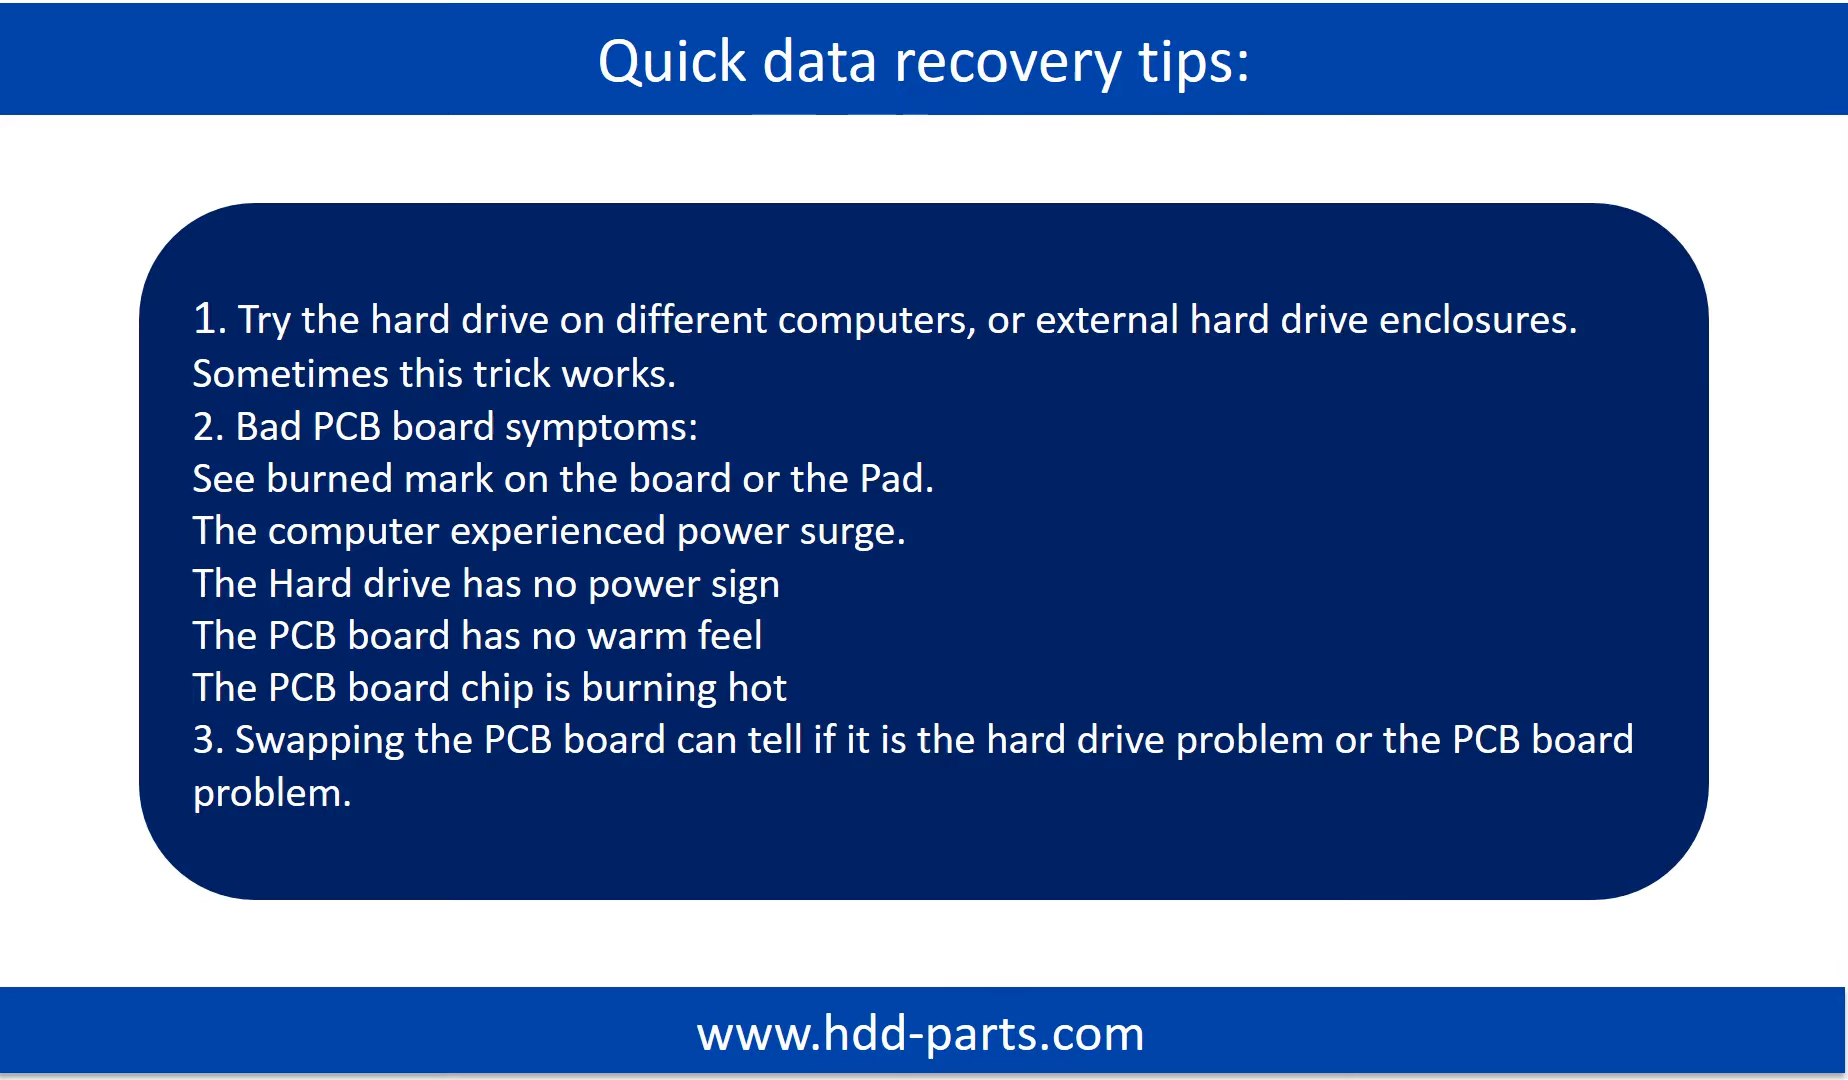 Quick data recovery tips:
1. Try the hard drive on different computers, or external hard drive enclosures.
Sometimes this trick works.
2. Bad PCB board symptoms:
See burned mark on the board or the Pad.
The computer experienced power surge.
The Hard drive has no power sign
The PCB board has no warm feel
The PCB board chip is burning hot
3. Swapping the PCB board can tell if it is the hard drive problem or the PCB board
problem.
www.hdd-parts.com